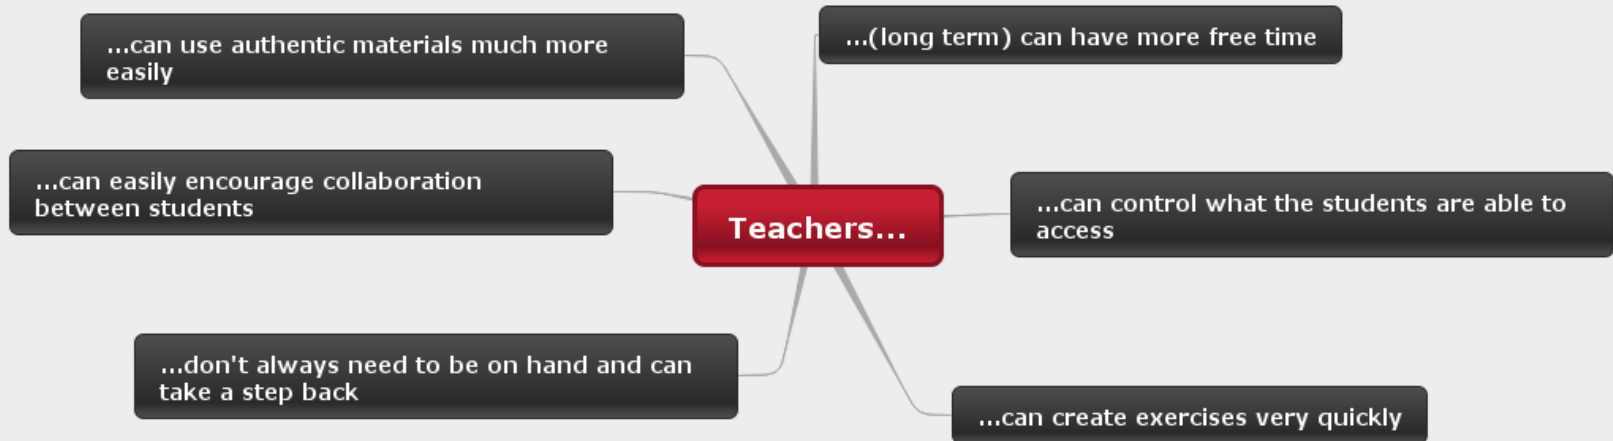 ...can use authentic materials much more
easily
...(long term) can have more free time
...can easily encourage collaboration
between students
Teachers...
...can control what the students are able to
access
...don't always need to be on hand and can
take a step back
...can create exercises very quickly